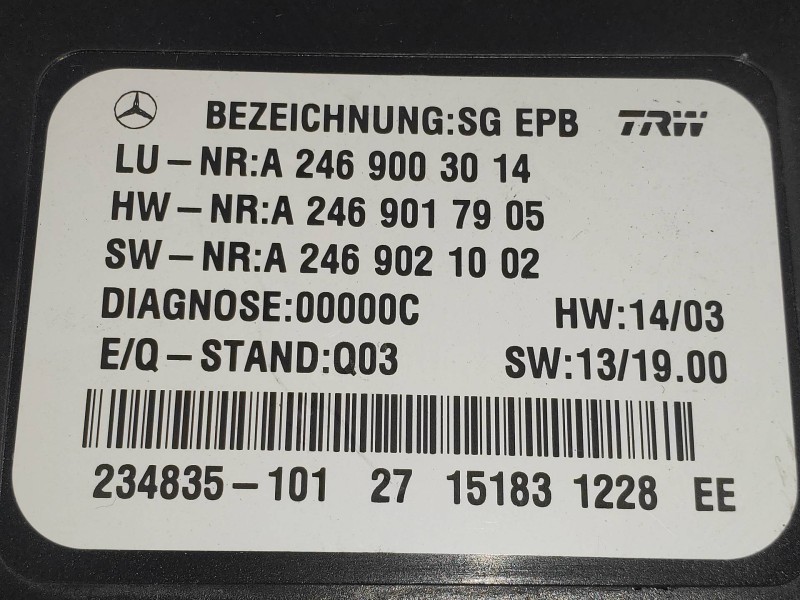 BEZEICHNUNG:SG EPB TRW
LU-NR:A 246 900 30 14
HW-NR:A 246 901 79 05
SW-NR:A 246 902 10 02
DIAGNOSE:00000C HW:14/03
E/Q-STAND:Q03 SW:13/19.00
234835-101 27 15183 1228 EE